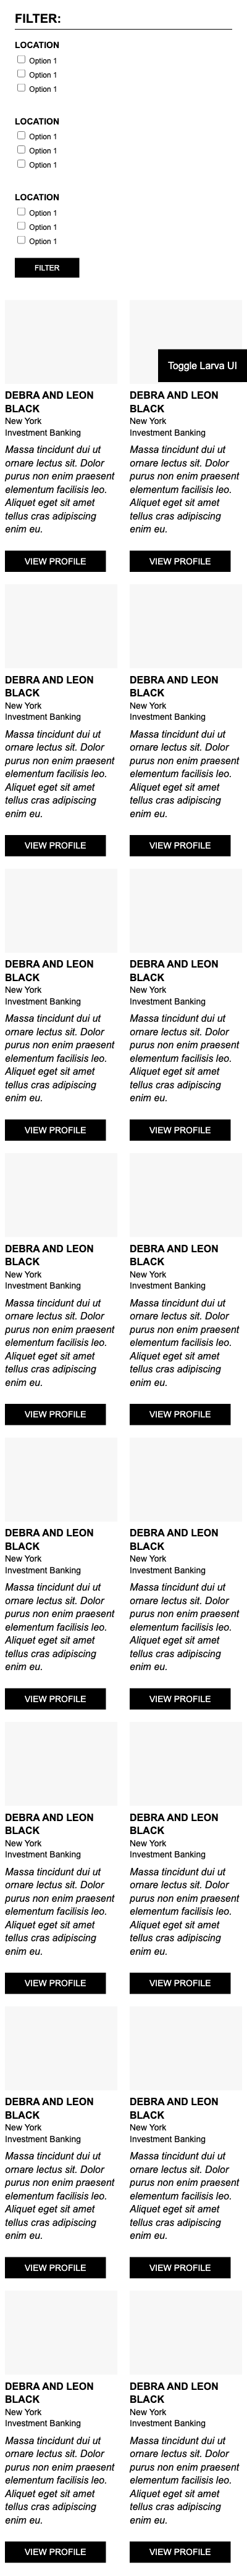 FILTER:
LOCATION
Option 1
Option 1
Option 1
LOCATION
Option 1
Option 1
Option 1
LOCATION
Option 1
Option 1
Option 1
FILTER
Toggle Larva UI
DEBRA AND LEON
BLACK
New York
Investment Banking
Massa tincidunt dui ut
ornare lectus sit. Dolor
purus non enim praesent
elementum facilisis leo.
Aliquet eget sit amet
tellus cras adipiscing
enim eu.
VIEW PROFILE
DEBRA AND LEON
BLACK
New York
Investment Banking
Massa tincidunt dui ut
ornare lectus sit. Dolor
purus non enim praesent
elementum facilisis leo.
Aliquet eget sit amet
tellus cras adipiscing
enim eu.
VIEW PROFILE
DEBRA AND LEON
BLACK
New York
Investment Banking
Massa tincidunt dui ut
ornare lectus sit. Dolor
purus non enim praesent
elementum facilisis leo.
Aliquet eget sit amet
tellus cras adipiscing
enim eu.
VIEW PROFILE
DEBRA AND LEON
BLACK
New York
Investment Banking
Massa tincidunt dui ut
ornare lectus sit. Dolor
purus non enim praesent
elementum facilisis leo.
Aliquet eget sit amet
tellus cras adipiscing
enim eu.
VIEW PROFILE
DEBRA AND LEON
BLACK
New York
Investment Banking
Massa tincidunt dui ut
ornare lectus sit. Dolor
purus non enim praesent
elementum facilisis leo.
Aliquet eget sit amet
tellus cras adipiscing
enim eu.
VIEW PROFILE
DEBRA AND LEON
BLACK
New York
Investment Banking
Massa tincidunt dui ut
ornare lectus sit. Dolor
purus non enim praesent
elementum facilisis leo.
Aliquet eget sit amet
tellus cras adipiscing
enim eu.
VIEW PROFILE
DEBRA AND LEON
BLACK
New York
Investment Banking
Massa tincidunt dui ut
ornare lectus sit. Dolor
purus non enim praesent
elementum facilisis leo.
Aliquet eget sit amet
tellus cras adipiscing
enim eu.
VIEW PROFILE
DEBRA AND LEON
BLACK
New York
Investment Banking
Massa tincidunt dui ut
ornare lectus sit. Dolor
purus non enim praesent
elementum facilisis leo.
Aliquet eget sit amet
tellus cras adipiscing
enim eu.
VIEW PROFILE
DEBRA AND LEON
BLACK
New York
Investment Banking
Massa tincidunt dui ut
ornare lectus sit. Dolor
purus non enim praesent
elementum facilisis leo.
Aliquet eget sit amet
tellus cras adipiscing
enim eu.
VIEW PROFILE
DEBRA AND LEON
BLACK
New York
Investment Banking
Massa tincidunt dui ut
ornare lectus sit. Dolor
purus non enim praesent
elementum facilisis leo.
Aliquet eget sit amet
tellus cras adipiscing
enim eu.
VIEW PROFILE
DEBRA AND LEON
BLACK
New York
Investment Banking
Massa tincidunt dui ut
ornare lectus sit. Dolor
purus non enim praesent
elementum facilisis leo.
Aliquet eget sit amet
tellus cras adipiscing
enim eu.
VIEW PROFILE
DEBRA AND LEON
BLACK
New York
Investment Banking
Massa tincidunt dui ut
ornare lectus sit. Dolor
purus non enim praesent
elementum facilisis leo.
Aliquet eget sit amet
tellus cras adipiscing
enim eu.
VIEW PROFILE
DEBRA AND LEON
BLACK
New York
Investment Banking
Massa tincidunt dui ut
ornare lectus sit. Dolor
purus non enim praesent
elementum facilisis leo.
Aliquet eget sit amet
tellus cras adipiscing
enim eu.
VIEW PROFILE
DEBRA AND LEON
BLACK
New York
Investment Banking
Massa tincidunt dui ut
ornare lectus sit. Dolor
purus non enim praesent
elementum facilisis leo.
Aliquet eget sit amet
tellus cras adipiscing
enim eu.
VIEW PROFILE
DEBRA AND LEON
BLACK
New York
Investment Banking
Massa tincidunt dui ut
ornare lectus sit. Dolor
purus non enim praesent
elementum facilisis leo.
Aliquet eget sit amet
tellus cras adipiscing
enim eu.
VIEW PROFILE
DEBRA AND LEON
BLACK
New York
Investment Banking
Massa tincidunt dui ut
ornare lectus sit. Dolor
purus non enim praesent
elementum facilisis leo.
Aliquet eget sit amet
tellus cras adipiscing
enim eu.
VIEW PROFILE